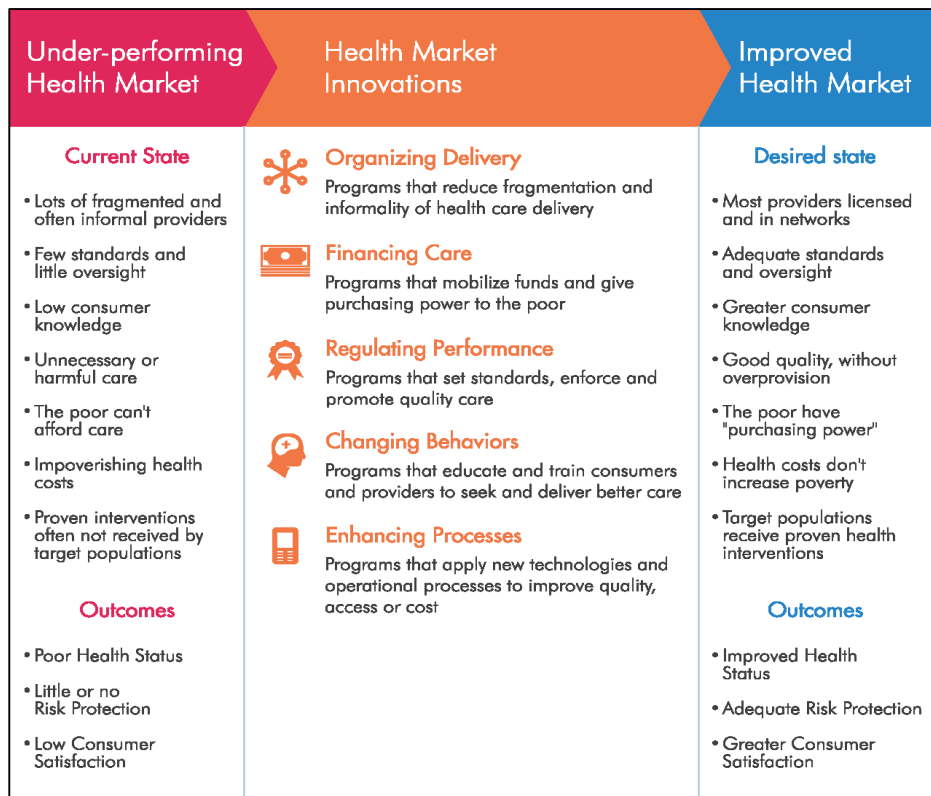 Under-performing
Health Market
Health Market
Innovations
Improved
Health Market
Current State
• Lots of fragmented and
often informal providers
• Few standards and
little oversight
• Low consumer
knowledge
• Unnecessary or
harmful care
• The poor can't
afford care
• Impoverishing health
costs
• Proven interventions
often not received by
target populations
Outcomes
• Poor Health Status
• Little or no
Risk Protection
• Low Consumer
Satisfaction
Organizing Delivery
Programs that reduce fragmentation and
informality of health care delivery
Financing Care
Programs that mobilize funds and give
purchasing power to the poor
Regulating Performance
Programs that set standards, enforce and
promote quality care
Changing Behaviors
Programs that educate and train consumers
and providers to seek and deliver better care
Enhancing Processes
Programs that apply new technologies and
operational processes to improve quality,
access or cost
Desired state
• Most providers licensed
and in networks
• Adequate standards
and oversight
• Greater consumer
knowledge
• Good quality, without
overprovision
• The poor have
"purchasing power"
• Health costs don't
increase poverty
• Target populations
receive proven health
interventions
Outcomes
• Improved Health
Status
• Adequate Risk Protection
• Greater Consumer
Satisfaction